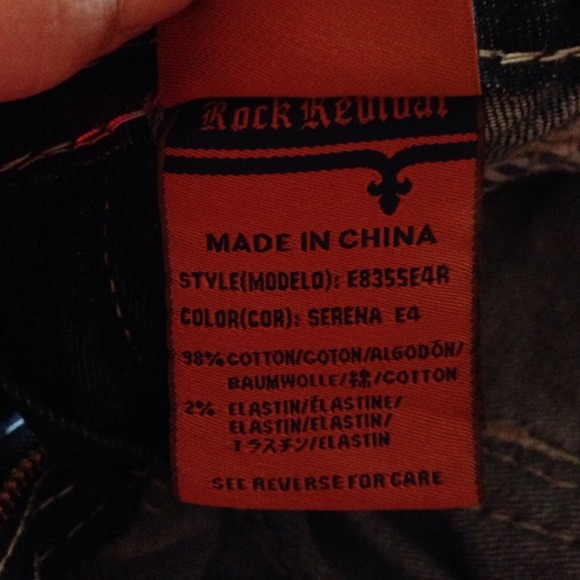 Rock Revival
MADE IN CHINA
STYLE(MODELO): E8355E4R
COLOR(COR): SERENA E4
98% COTTON/COTON/ALGODÓN/
BAUMWOLLE/綿/COTTON
2% ELASTIN/ÉLASTINE/
ELASTIN/ELASTIN/
エラスチン/ELASTIN
SEE REVERSE FOR CARE